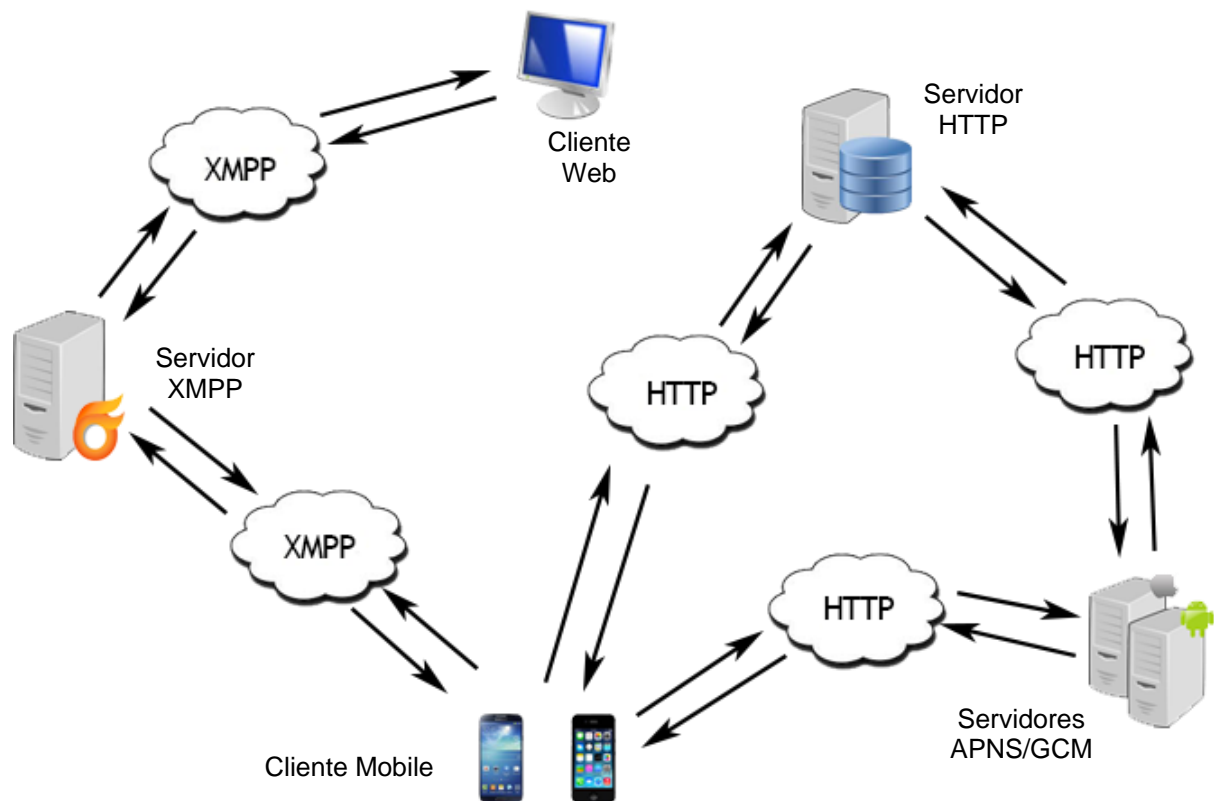 Cliente
Web
XMPP
Servidor
HTTP
Servidor
XMPP
HTTP
HTTP
XMPP
HTTP
Cliente Mobile
Servidores
APNS/GCM